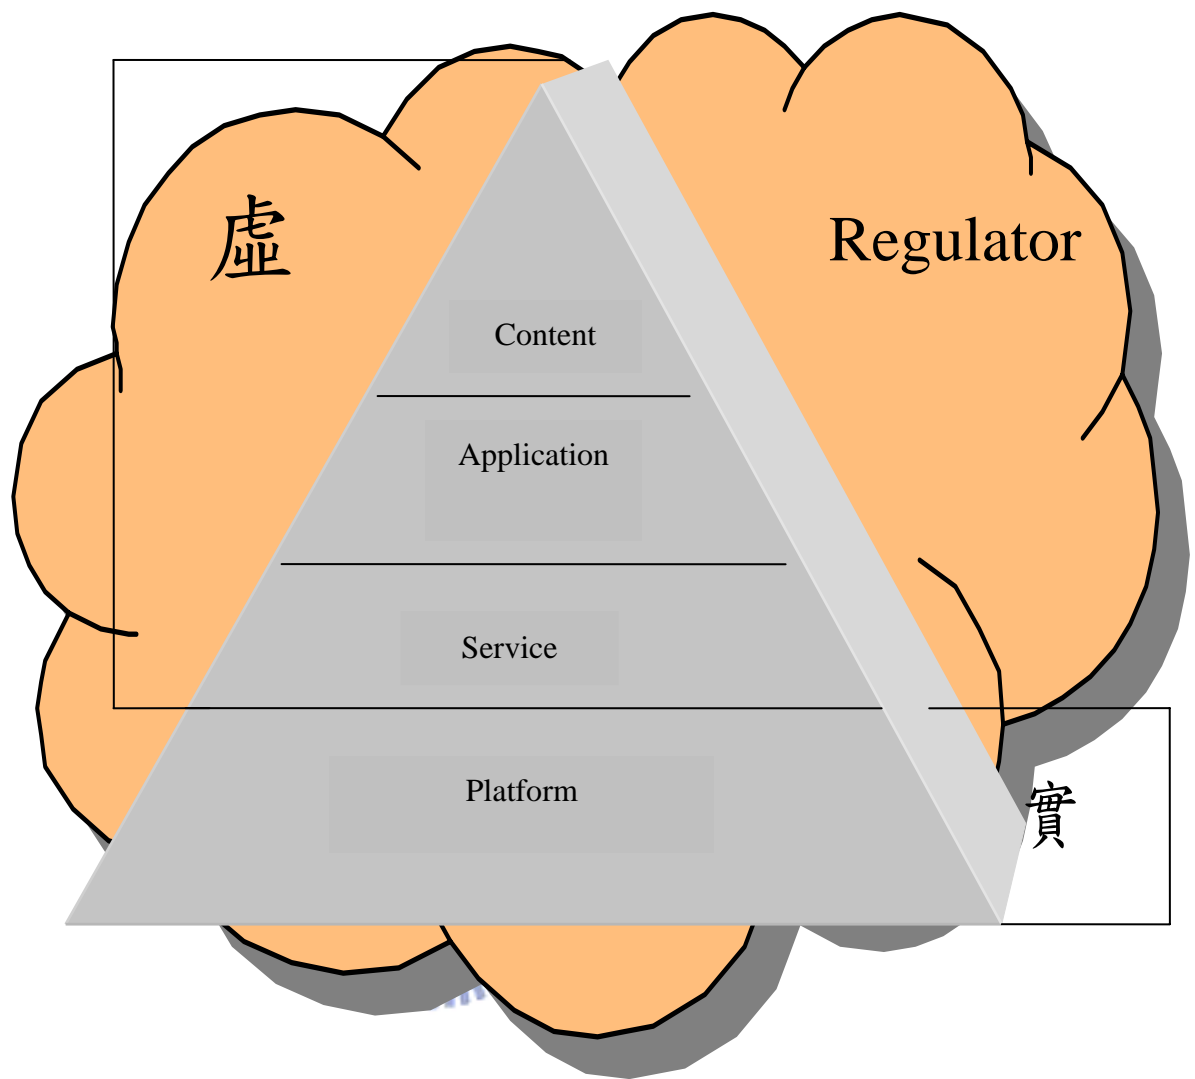 虛
Regulator
Content
Application
Service
Platform
實